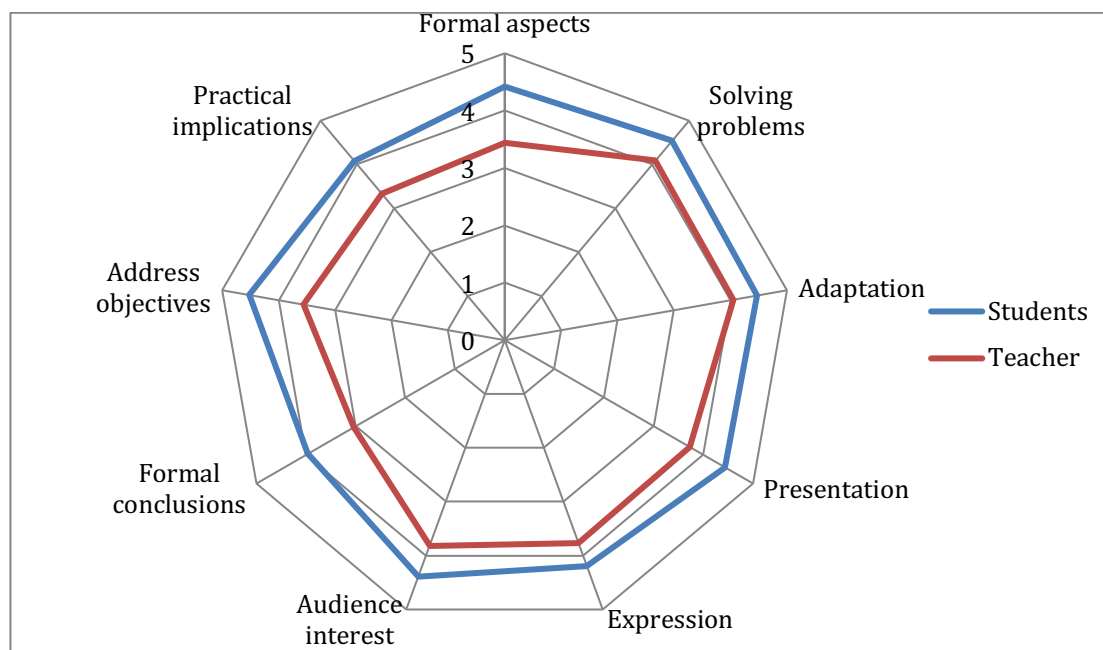 Formal aspects
5
4
3
2
1
0
Solving
problems
Adaptation
Presentation
Expression
Audience
interest
Formal
conclusions
Address
objectives
Practical
implications
Students
Teacher